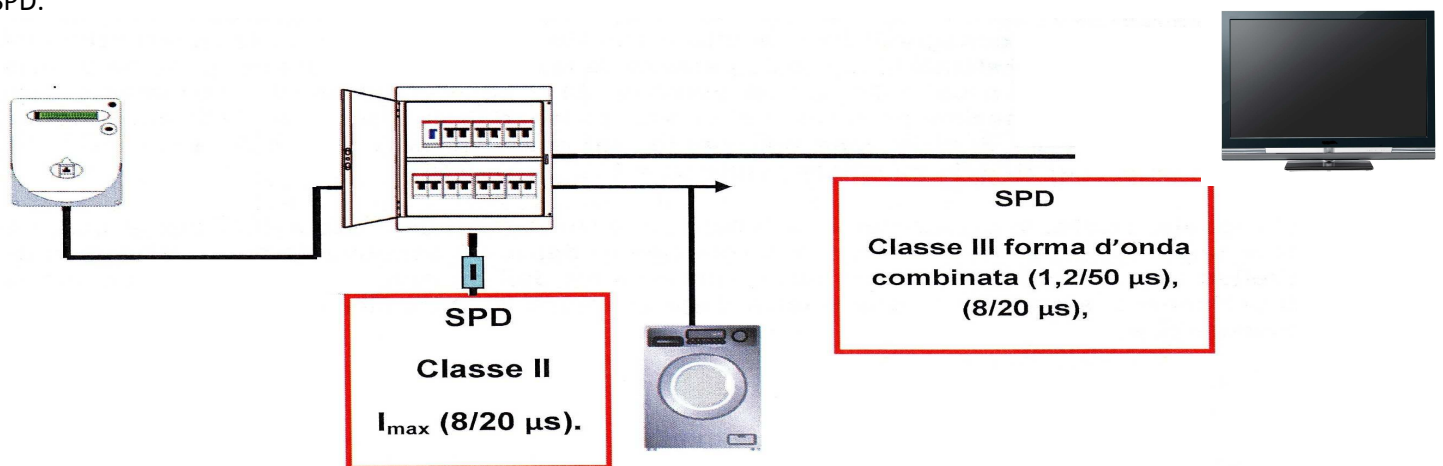 SPD.
SPD
Classe III forma d'onda
combinata (1,2/50 μs),
(8/20 μs),
SPD
Classe II
Imax (8/20 μs).